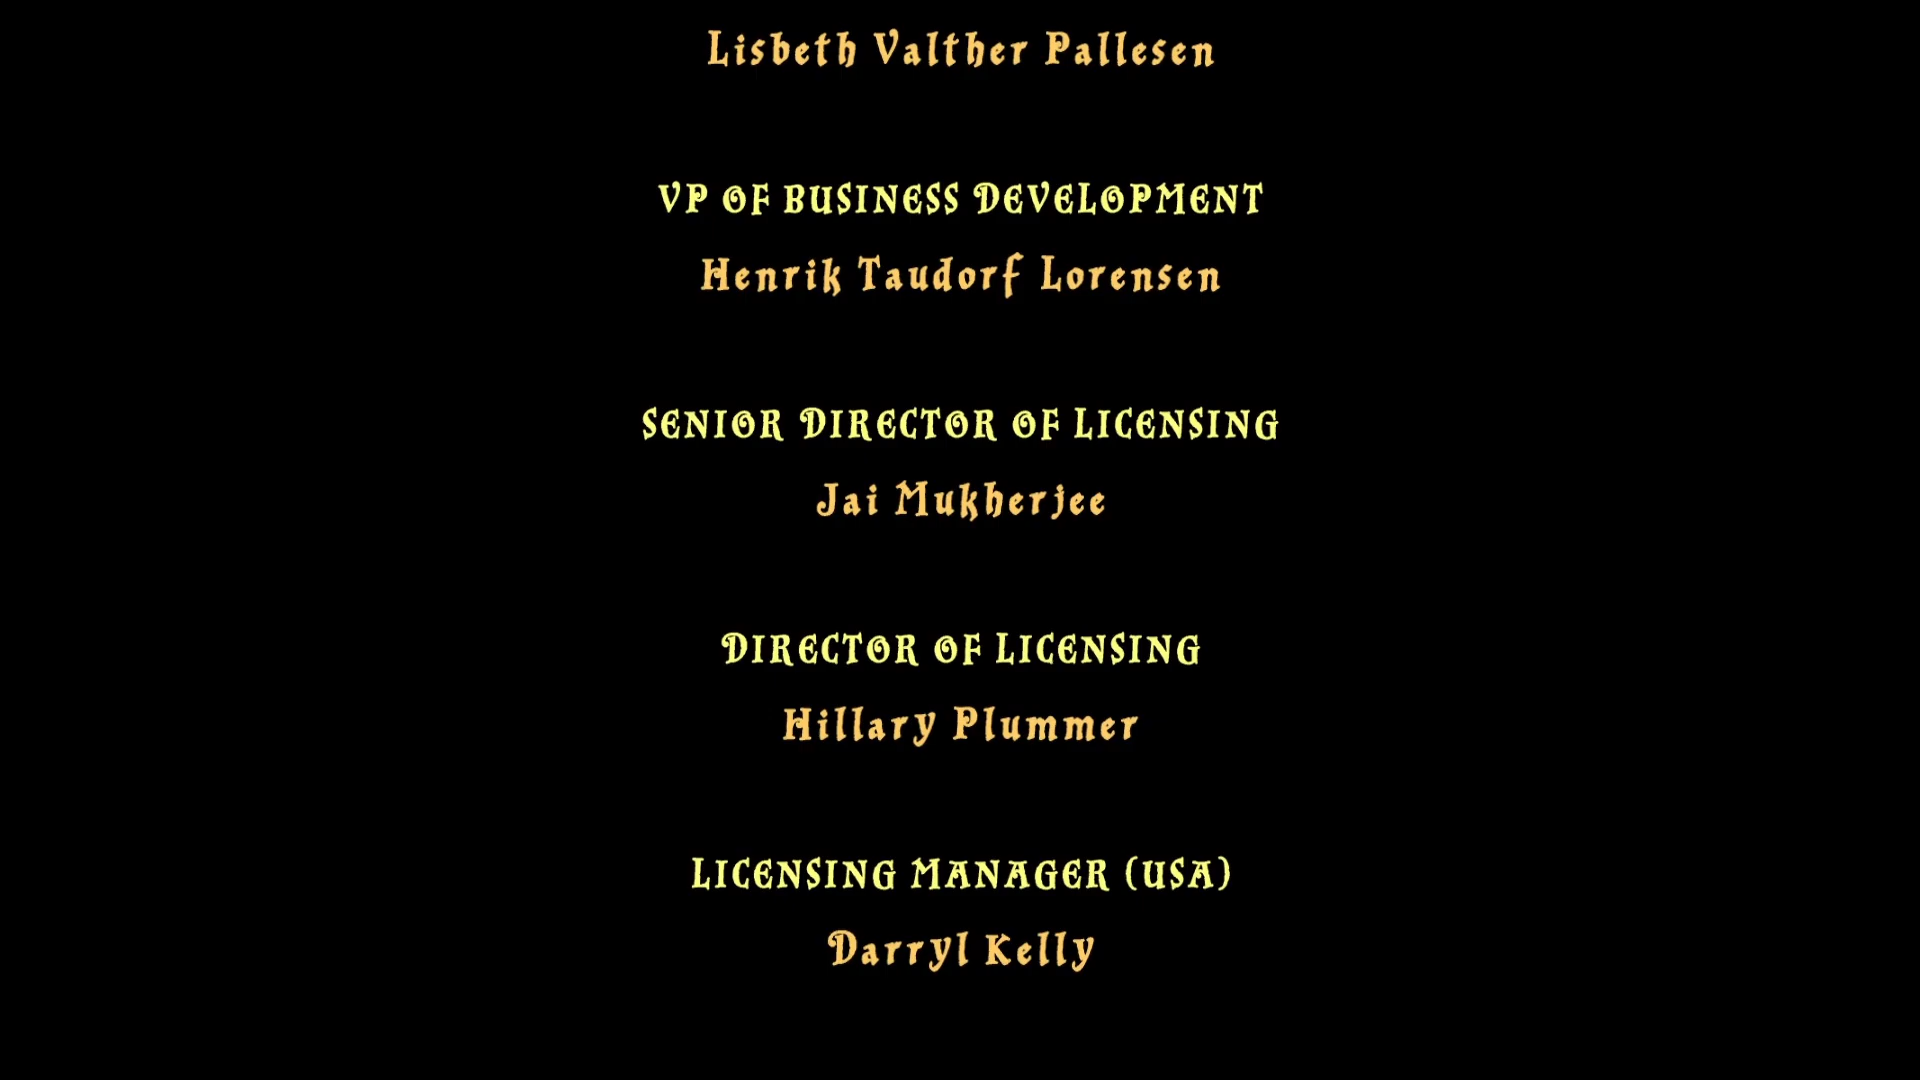 Lisbeth Valther Pallesen
VP OF BUSINESS DEVELOPMENT
Henrik Taudorf Lorensen
SENIOR DIRECTOR OF LICENSING
Jai Mukherjee
DIRECTOR OF LICENSING
Hillary Plummer
LICENSING MANAGER (USA)
Darryl Kelly